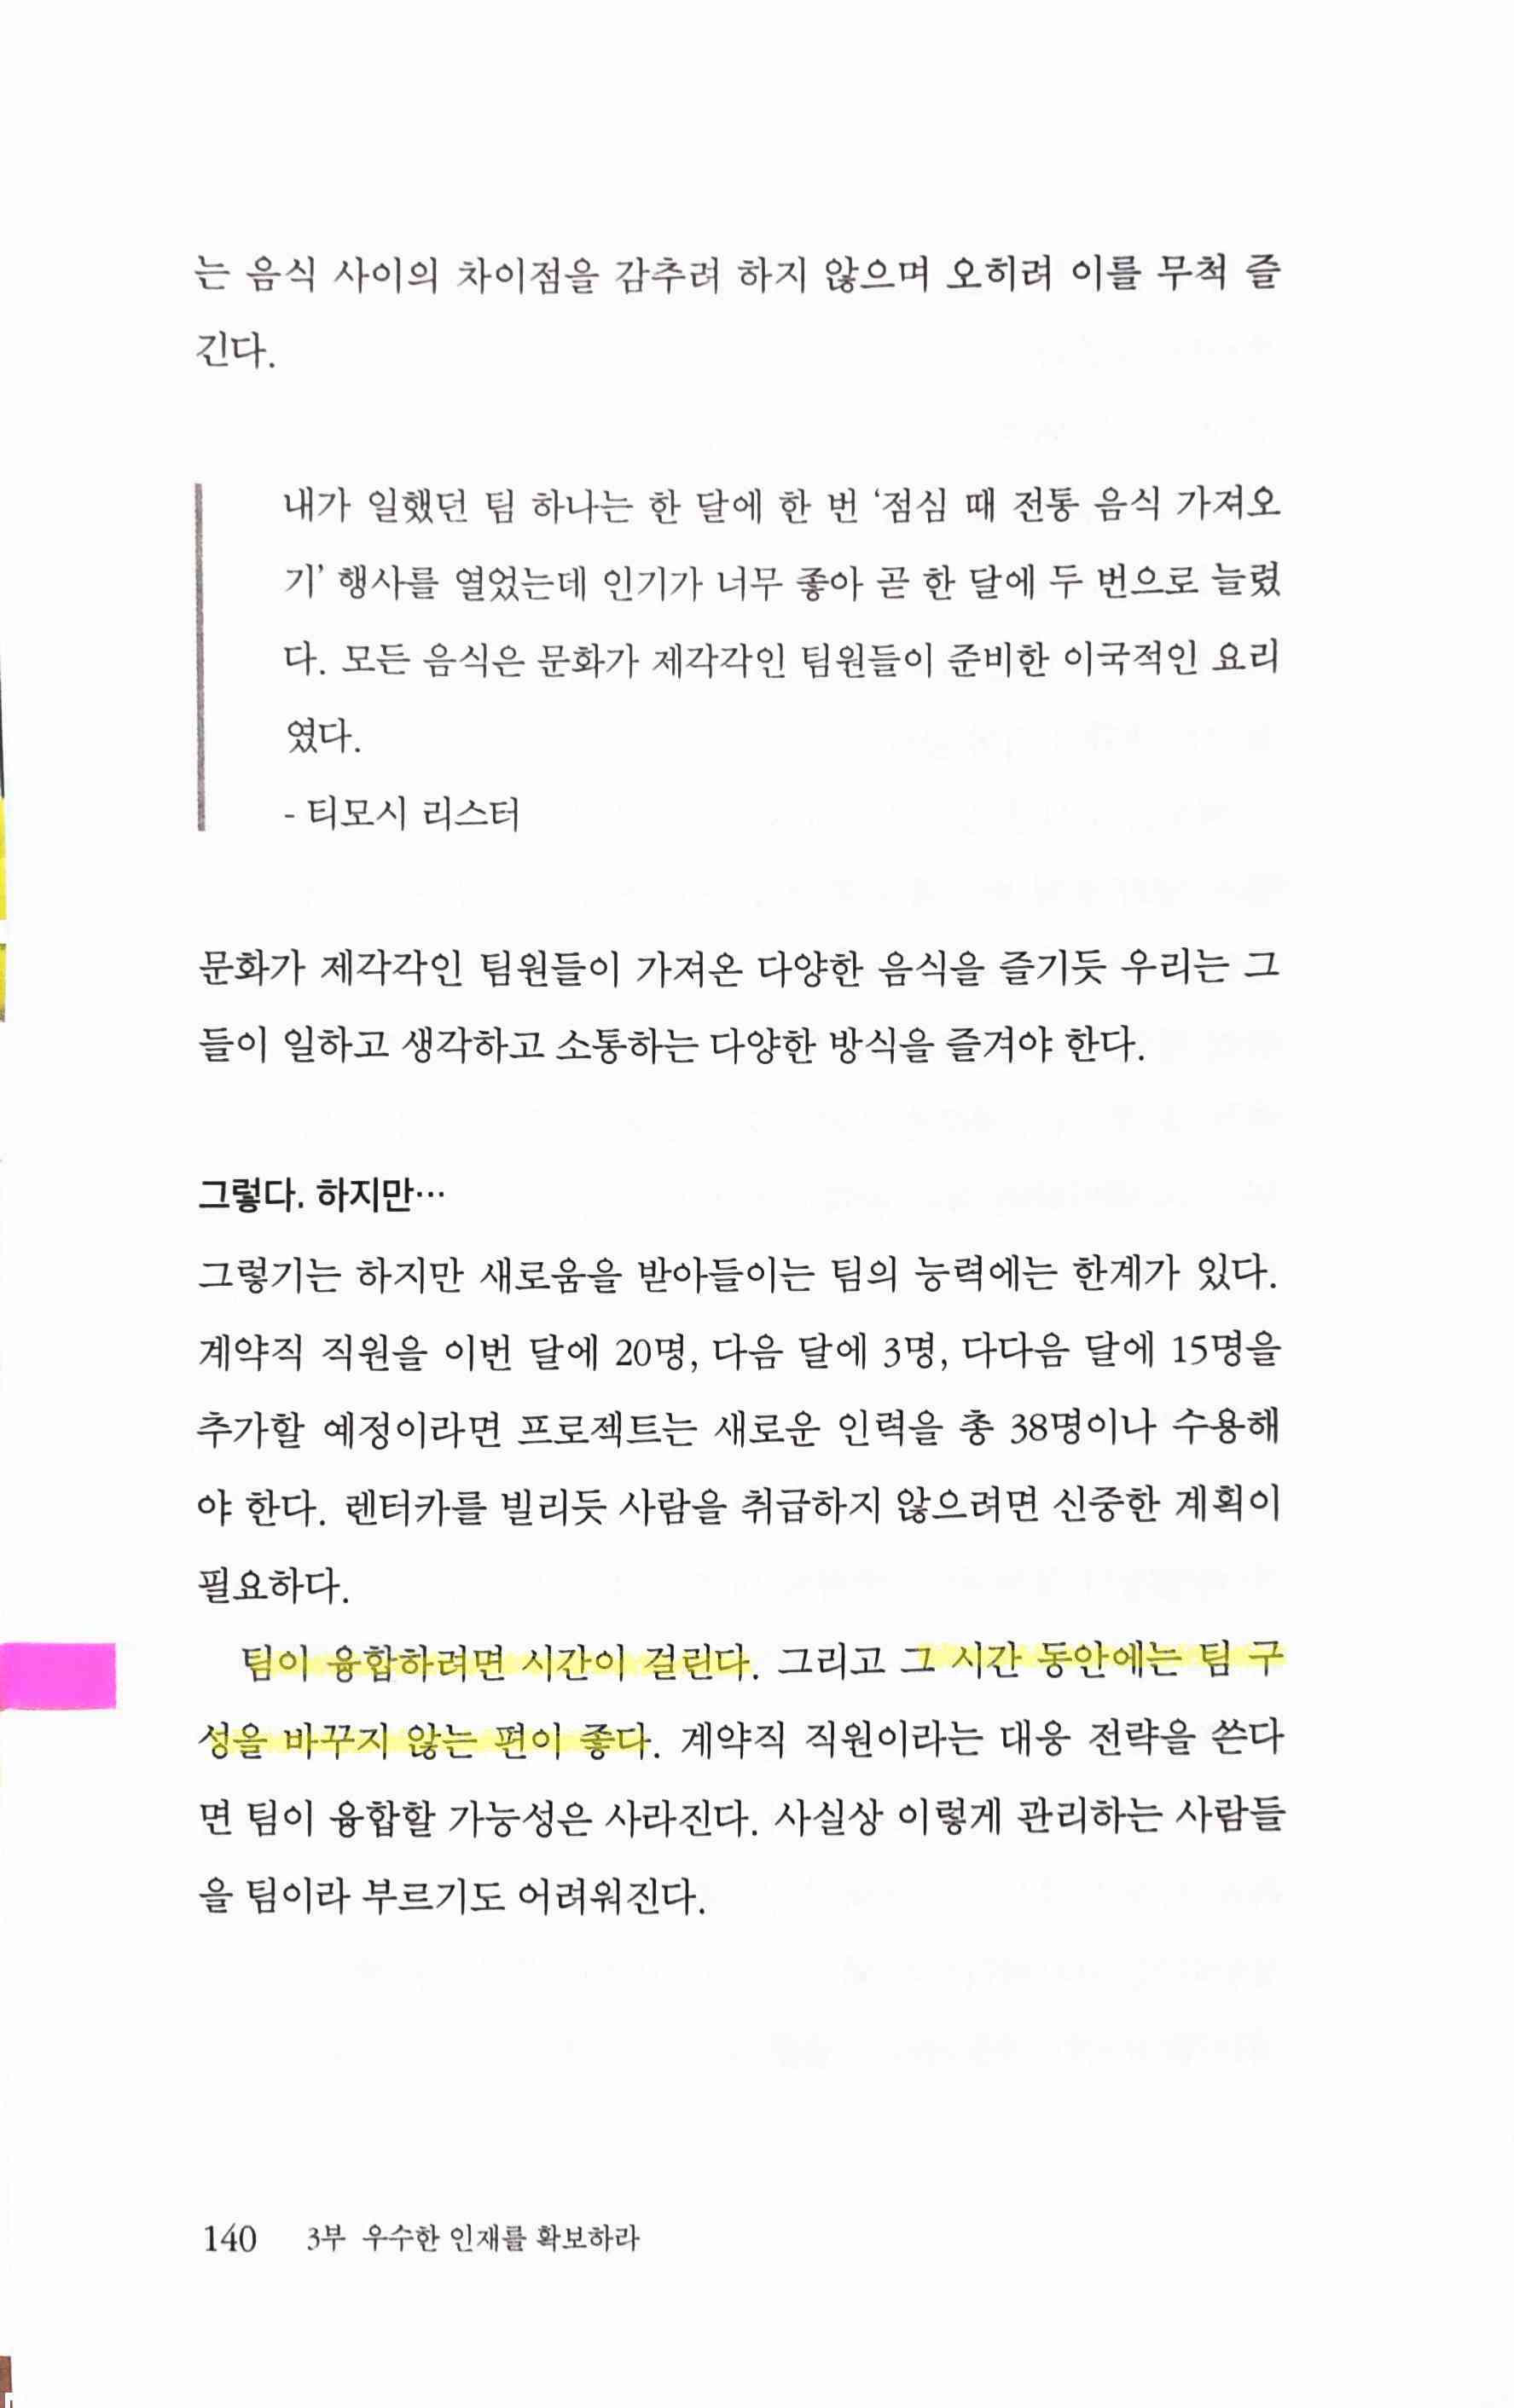 는 음식 사이의 차이점을 감추려 하지 않으며 오히려 이를 무척 즐
긴다.
내가 일했던 팀 하나는 한 달에 한 번 ‘점심 때 전통 음식 가져오
기’ 행사를 열었는데 인기가 너무 좋아 곧 한 달에 두 번으로 늘렸
다. 모든 음식은 문화가 제각각인 팀원들이 준비한 이국적인 요리
였다.
- 티모시 리스터
문화가 제각각인 팀원들이 가져온 다양한 음식을 즐기듯 우리는 그
들이 일하고 생각하고 소통하는 다양한 방식을 즐겨야 한다.
그렇다. 하지만…
그렇기는 하지만 새로움을 받아들이는 팀의 능력에는 한계가 있다.
계약직 직원을 이번 달에 20명, 다음 달에 3명, 다다음 달에 15명을
추가할 예정이라면 프로젝트는 새로운 인력을 총 38명이나 수용해
야 한다. 렌터카를 빌리듯 사람을 취급하지 않으려면 신중한 계획이
필요하다.
팀이 융합하려면 시간이 걸린다. 그리고 그 시간 동안에는 팀 구
성을 바꾸지 않는 편이 좋다. 계약직 직원이라는 대응 전략을 쓴다
면 팀이 융합할 가능성은 사라진다. 사실상 이렇게 관리하는 사람들
을 팀이라 부르기도 어려워진다.
140 3부 우수한 인재를 확보하라